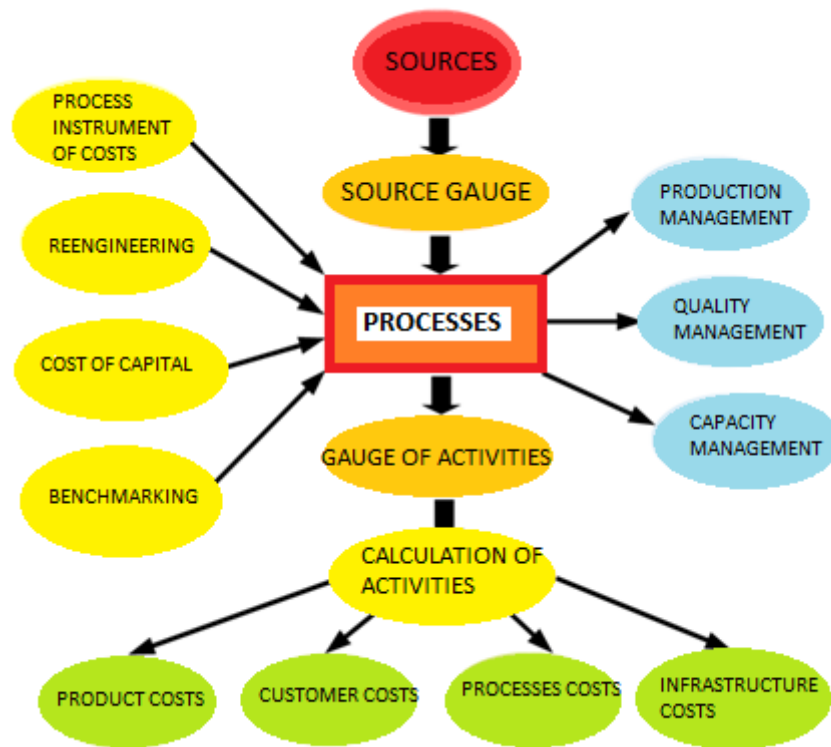 SOURCES
PROCESS
INSTRUMENT
OF COSTS
SOURCE GAUGE
PRODUCTION
MANAGEMENT
REENGINEERING
PROCESSES
QUALITY
MANAGEMENT
COST OF CAPITAL
CAPACITY
MANAGEMENT
GAUGE OF ACTIVITIES
BENCHMARKING
CALCULATION OF
ACTIVITIES
PRODUCT COSTS
CUSTOMER COSTS
PROCESSES COSTS
INFRASTRUCTURE
COSTS